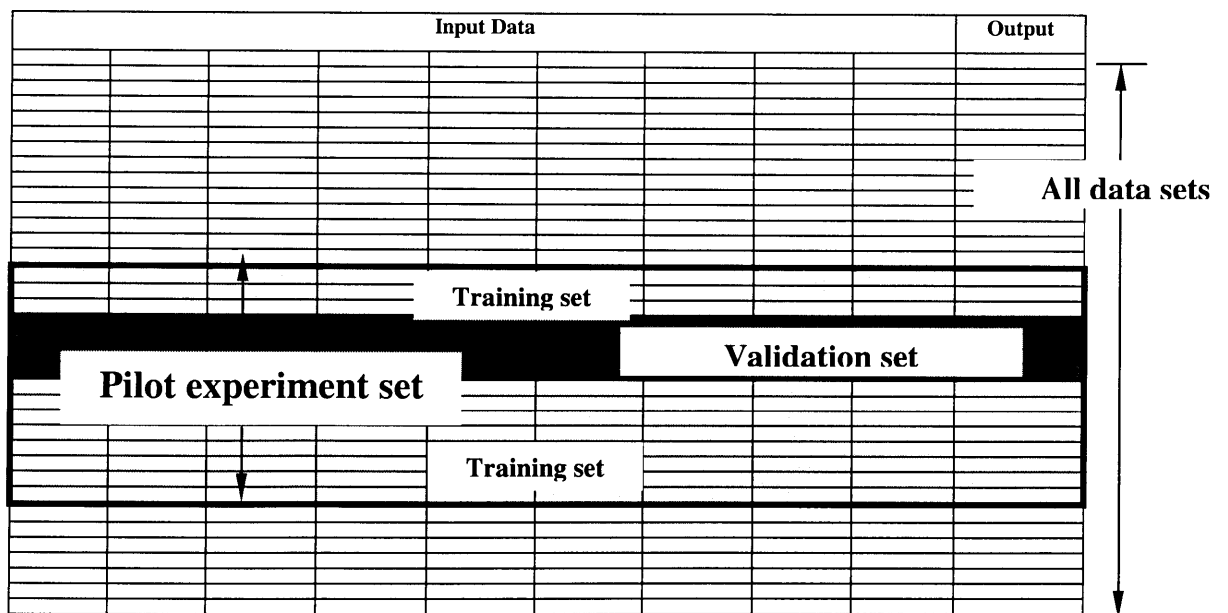 Input Data
Output
All data sets
Training set
Validation set
Pilot experiment set
Training set